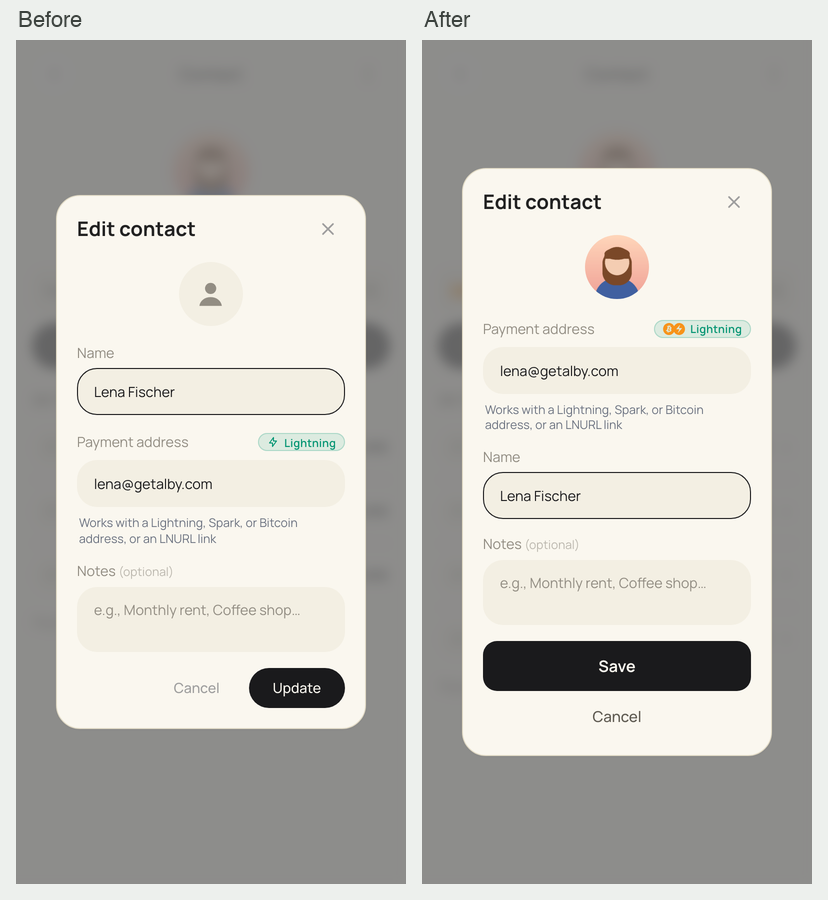 Before
Edit contact
Name
Lena Fischer
Payment address
Lightning
lena@getalby.com
Works with a Lightning, Spark, or Bitcoin
address, or an LNURL link
Notes (optional)
e.g., Monthly rent, Coffee shop...
Cancel
Update
After
Edit contact
Payment address
Lightning
lena@getalby.com
Works with a Lightning, Spark, or Bitcoin
address, or an LNURL link
Name
Lena Fischer
Notes (optional)
e.g., Monthly rent, Coffee shop...
Save
Cancel